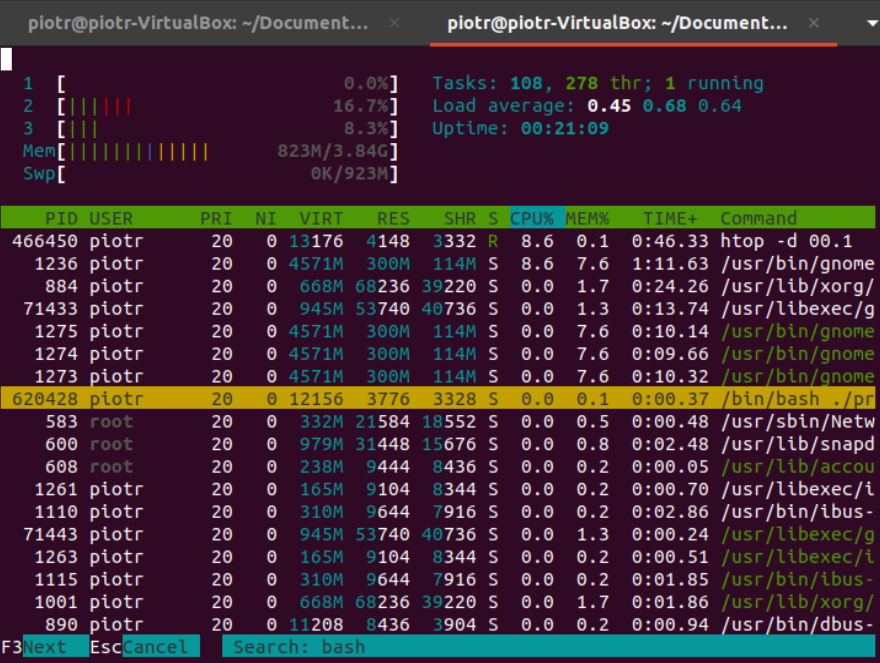 piotr@piotr-VirtualBox: ~/Document... × piotr@piotr-VirtualBox: ~/Document... ×
1 [ 0.0%]
2 [|||||| 16.7%]
3 [||| 8.3%]
Mem[||||||||||||| 823M/3.84G]
Swp[ 0K/923M]
Tasks: 108, 278 thr; 1 running
Load average: 0.45 0.68 0.64
Uptime: 00:21:09
PID USER PRI NI VIRT RES SHR S CPU% MEM% TIME+ Command
466450 piotr 20 0 13176 4148 3332 R 8.6 0.1 0:46.33 htop -d 00.1
1236 piotr 20 0 4571M 300M 114M S 8.6 7.6 1:11.63 /usr/bin/gnome
884 piotr 20 0 668M 68236 39220 S 0.0 1.7 0:24.26 /usr/lib/xorg/
71433 piotr 20 0 945M 53740 40736 S 0.0 1.3 0:13.74 /usr/libexec/g
1275 piotr 20 0 4571M 300M 114M S 0.0 7.6 0:10.14 /usr/bin/gnome
1274 piotr 20 0 4571M 300M 114M S 0.0 7.6 0:09.66 /usr/bin/gnome
1273 piotr 20 0 4571M 300M 114M S 0.0 7.6 0:10.32 /usr/bin/gnome
620428 piotr 20 0 12156 3776 3328 S 0.0 0.1 0:00.37 /bin/bash ./pr
583 root 20 0 332M 21584 18552 S 0.0 0.5 0:00.48 /usr/sbin/Netw
600 root 20 0 979M 31448 15676 S 0.0 0.8 0:02.48 /usr/lib/snapd
608 root 20 0 238M 9444 8436 S 0.0 0.2 0:00.05 /usr/lib/accou
1261 piotr 20 0 165M 9104 8344 S 0.0 0.2 0:00.70 /usr/libexec/i
1110 piotr 20 0 310M 9644 7916 S 0.0 0.2 0:02.86 /usr/bin/ibus-
71443 piotr 20 0 945M 53740 40736 S 0.0 1.3 0:00.24 /usr/libexec/g
1263 piotr 20 0 165M 9104 8344 S 0.0 0.2 0:00.51 /usr/libexec/i
1115 piotr 20 0 310M 9644 7916 S 0.0 0.2 0:01.85 /usr/bin/ibus-
1001 piotr 20 0 668M 68236 39220 S 0.0 1.7 0:01.86 /usr/lib/xorg/
890 piotr 20 0 11208 8436 3904 S 0.0 0.2 0:00.94 /usr/bin/dbus-
F3Next EscCancel Search: bash